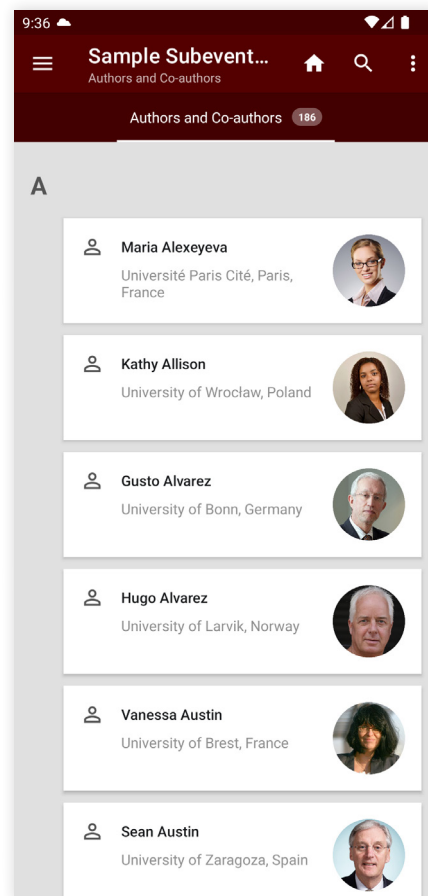 9:36
Sample Subevent...
Authors and Co-authors
Authors and Co-authors 186
A
Maria Alexeyeva
Université Paris Cité, Paris,
France
Kathy Allison
University of Wrocław, Poland
Gusto Alvarez
University of Bonn, Germany
Hugo Alvarez
University of Larvik, Norway
Vanessa Austin
University of Brest, France
Sean Austin
University of Zaragoza, Spain